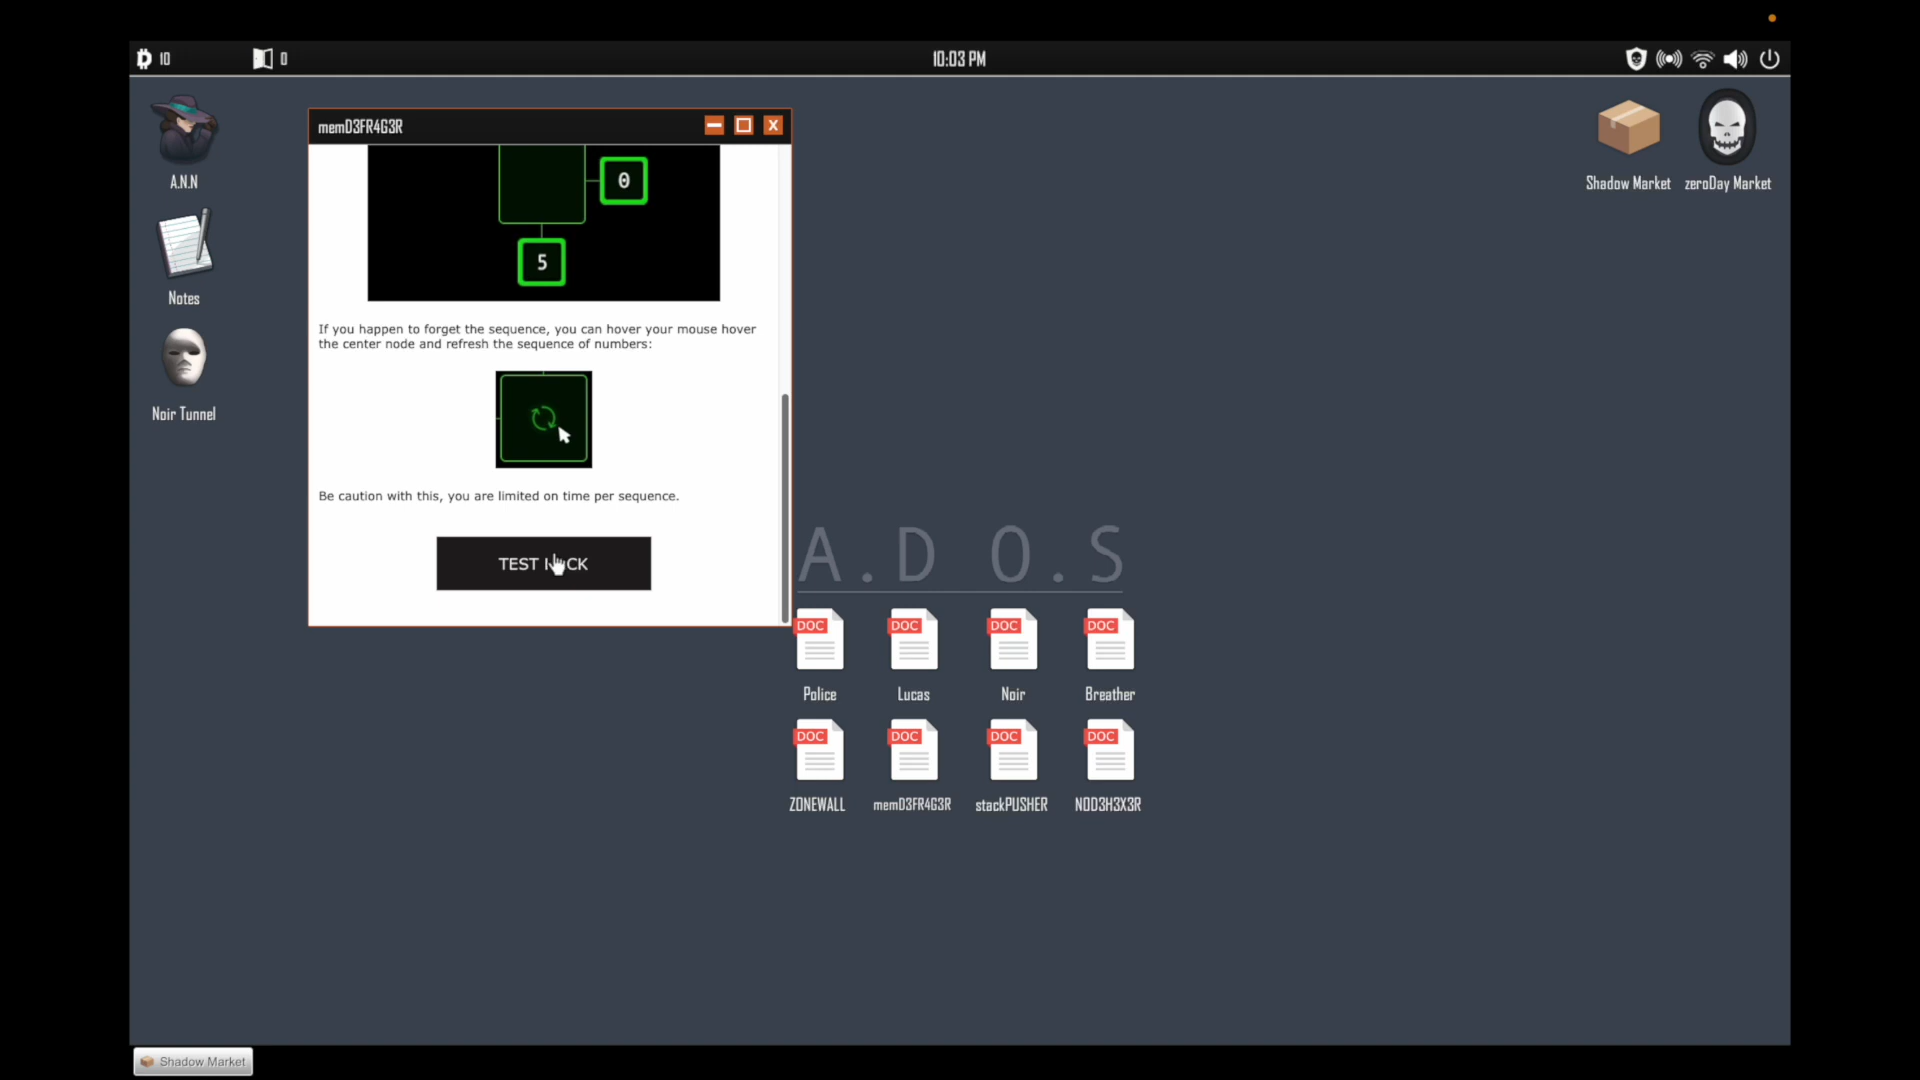 10
0
10:03 PM
A.N.N
Notes
Noir Tunnel
memD3FR4G3R
X
0
5
If you happen to forget the sequence, you can hover your mouse hover
the center node and refresh the sequence of numbers:
Be caution with this, you are limited on time per sequence.
TEST
Shadow Market
zeroDay Market
A.D O.S
DOC
DOC
DOC
DOC
Police
Lucas
Noir
Breather
DOC
DOC
DOC
DOC
ZONEWALL
memD3FR4G3R
stackPUSHER
NOD3H3X3R
Shadow Market